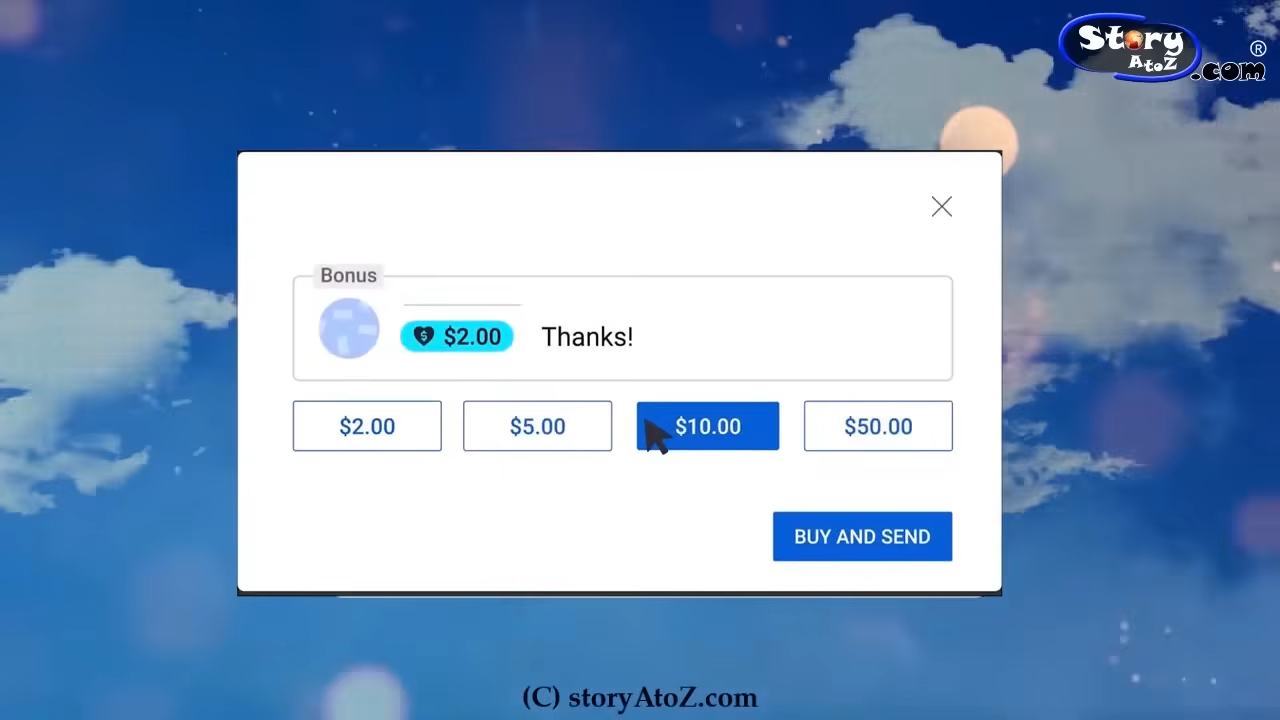 Story
AtoZ
.com
®
Bonus
$2.00 Thanks!
$2.00 $5.00 $10.00 $50.00
BUY AND SEND
(C) storyAtoZ.com